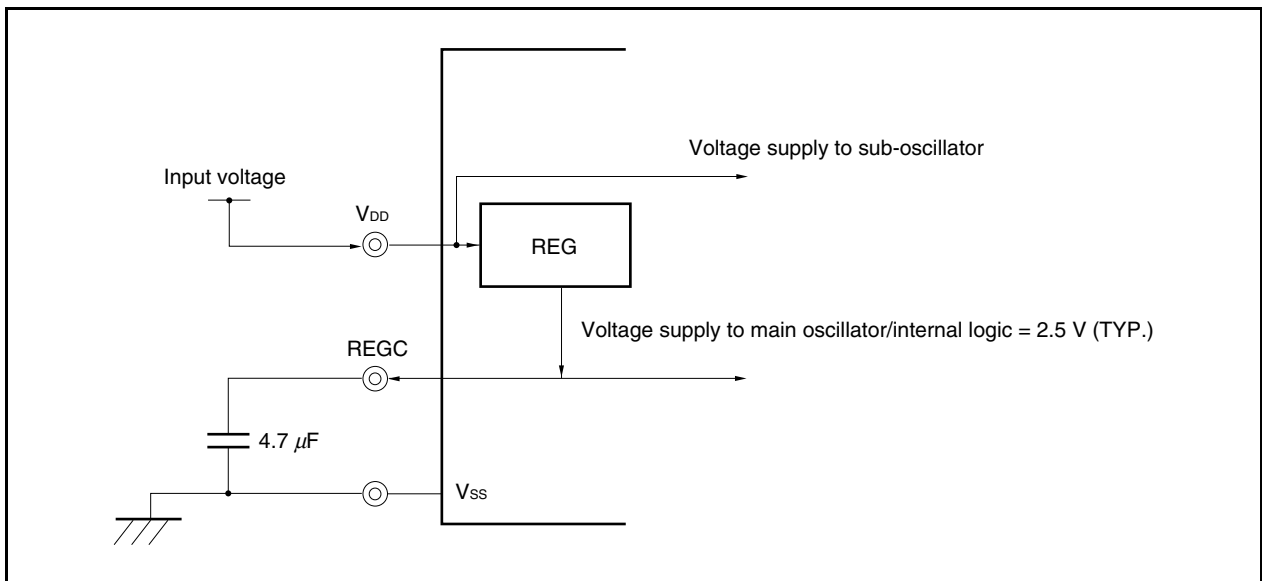 Voltage supply to sub-oscillator
Input voltage
VDD
REG
Voltage supply to main oscillator/internal logic = 2.5 V (TYP.)
REGC
4.7 μF
VSS